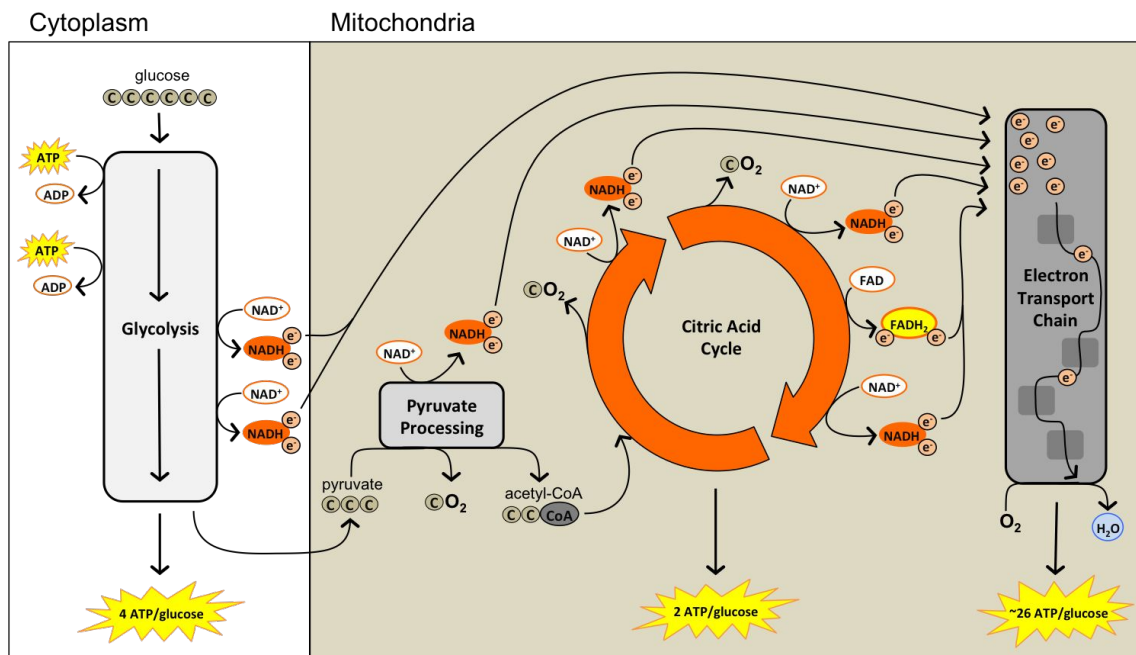 Cytoplasm
Mitochondria
glucose
C C C C C C
ATP
ADP
ATP
ADP
Glycolysis
NAD⁺
NADH
e⁻
e⁻
NAD⁺
NADH
e⁻
e⁻
4 ATP/glucose
pyruvate
C C C
NAD⁺
NADH
e⁻
e⁻
Pyruvate
Processing
C O₂
acetyl-CoA
C C CoA
C O₂
NAD⁺
NADH
e⁻
e⁻
C O₂
NAD⁺
NADH
e⁻
e⁻
FAD
e⁻ FADH₂ e⁻
NAD⁺
NADH
e⁻
e⁻
Citric Acid
Cycle
2 ATP/glucose
e⁻ e⁻
e⁻
e⁻ e⁻
e⁻ e⁻
e⁻
Electron
Transport
Chain
e⁻
O₂
H₂O
~26 ATP/glucose